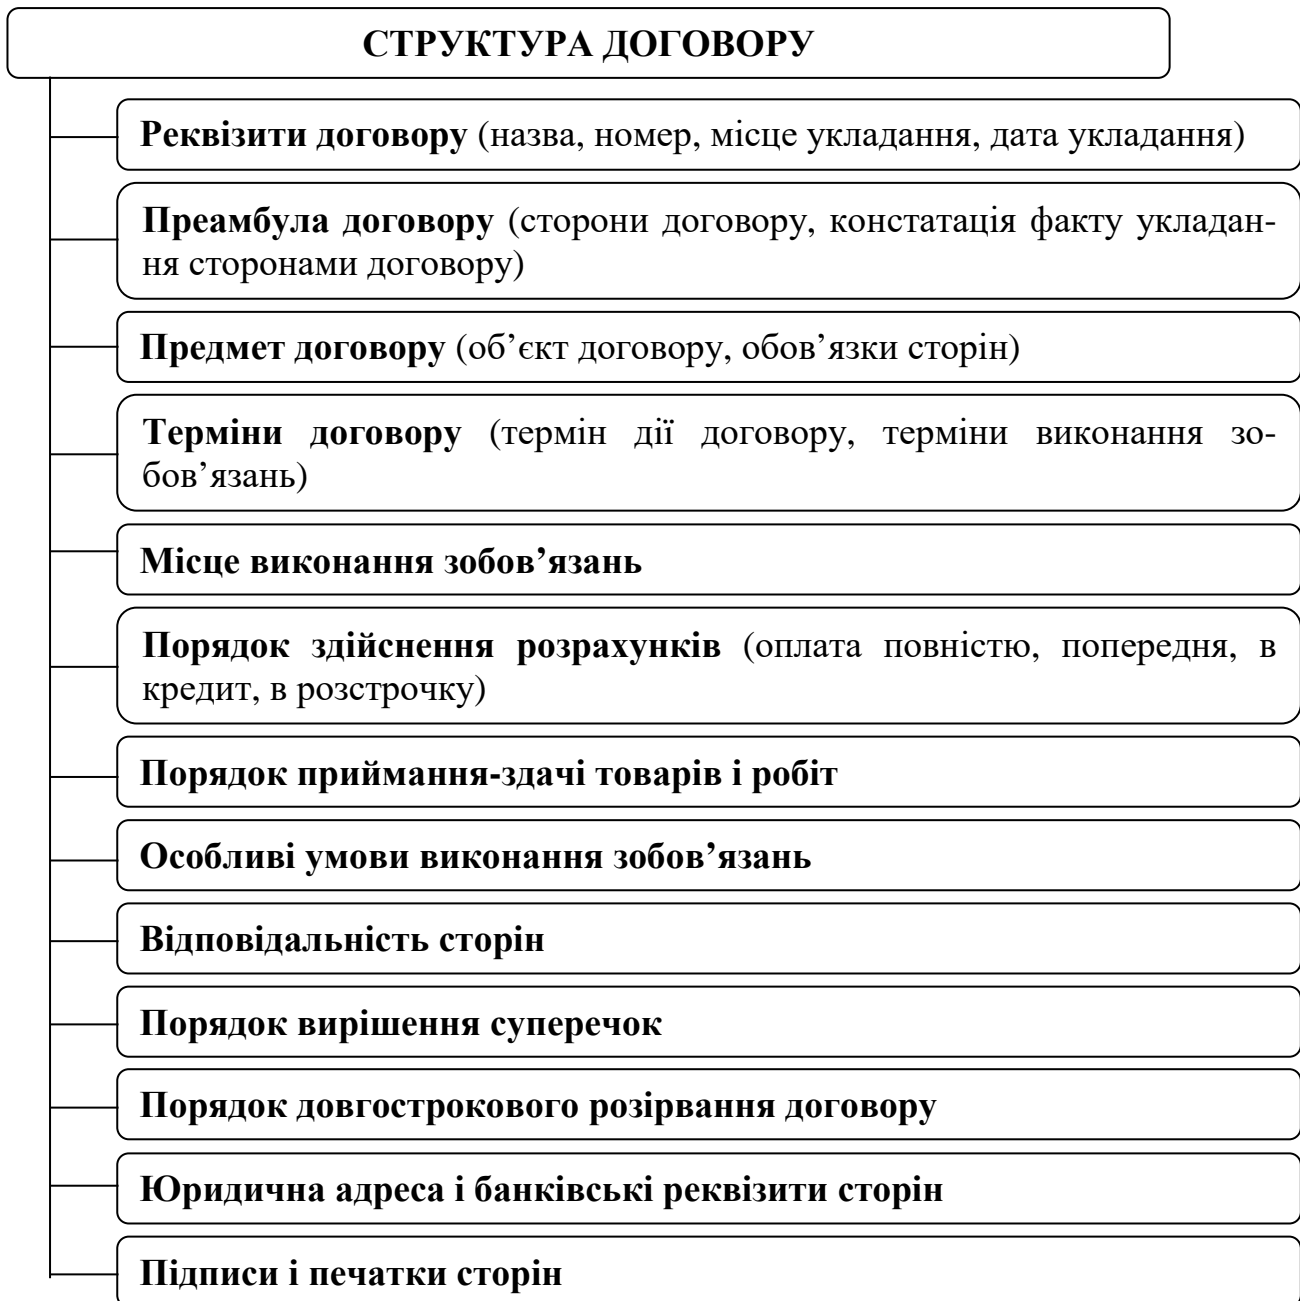 СТРУКТУРА ДОГОВОРУ
Реквізити договору (назва, номер, місце укладання, дата укладання)
Преамбула договору (сторони договору, констатація факту укладан-
ня сторонами договору)
Предмет договору (об’єкт договору, обов’язки сторін)
Терміни договору (термін дії договору, терміни виконання зо-
бов’язань)
Місце виконання зобов’язань
Порядок здійснення розрахунків (оплата повністю, попередня, в
кредит, в розстрочку)
Порядок приймання-здачі товарів і робіт
Особливі умови виконання зобов’язань
Відповідальність сторін
Порядок вирішення суперечок
Порядок довгострокового розірвання договору
Юридична адреса і банківські реквізити сторін
Підписи і печатки сторін